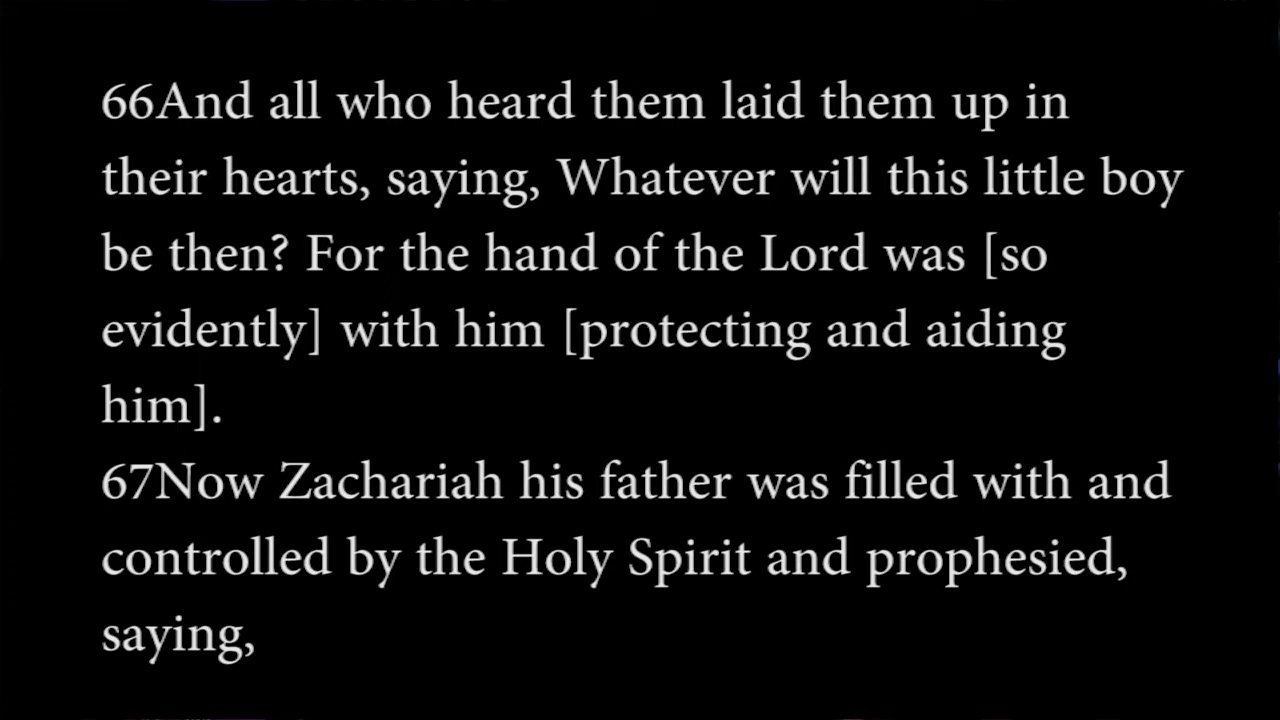 66And all who heard them laid them up in
their hearts, saying, Whatever will this little boy
be then? For the hand of the Lord was [so
evidently] with him [protecting and aiding
him].
67Now Zachariah his father was filled with and
controlled by the Holy Spirit and prophesied,
saying,